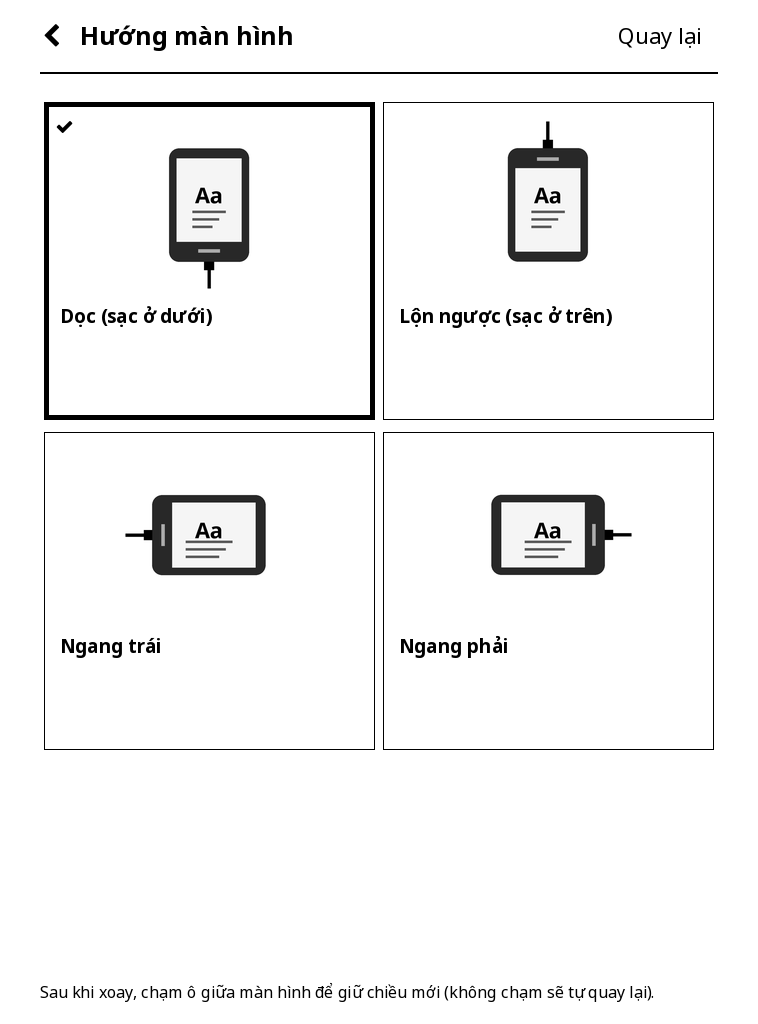 Hướng màn hình
Quay lại
Aa
Aa
Dọc (sạc ở dưới)
Lộn ngược (sạc ở trên)
Aa
Aa
Ngang trái
Ngang phải
Sau khi xoay, chạm ô giữa màn hình để giữ chiều mới (không chạm sẽ tự quay lại).